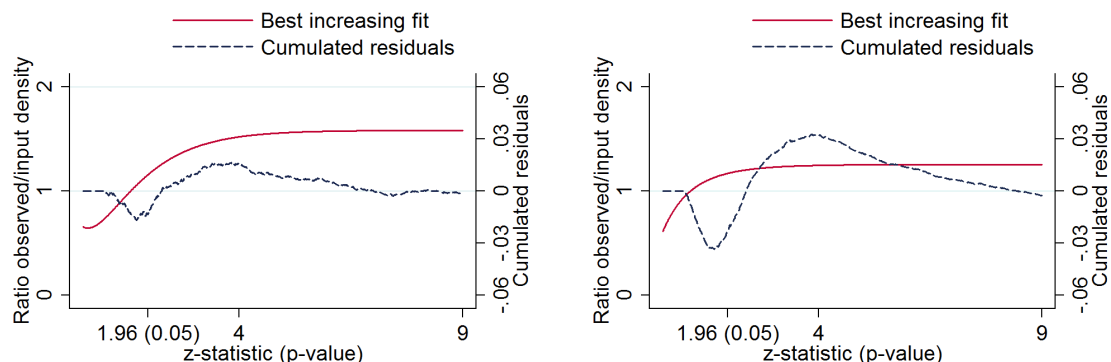 Best increasing fit
Cumulated residuals
Ratio observed/input density
0
1
2
-.06
-.03
0
.03
.06
Cumulated residuals
1.96 (0.05)
4
9
z-statistic (p-value)
Best increasing fit
Cumulated residuals
Ratio observed/input density
0
1
2
-.06
-.03
0
.03
.06
Cumulated residuals
1.96 (0.05)
4
9
z-statistic (p-value)